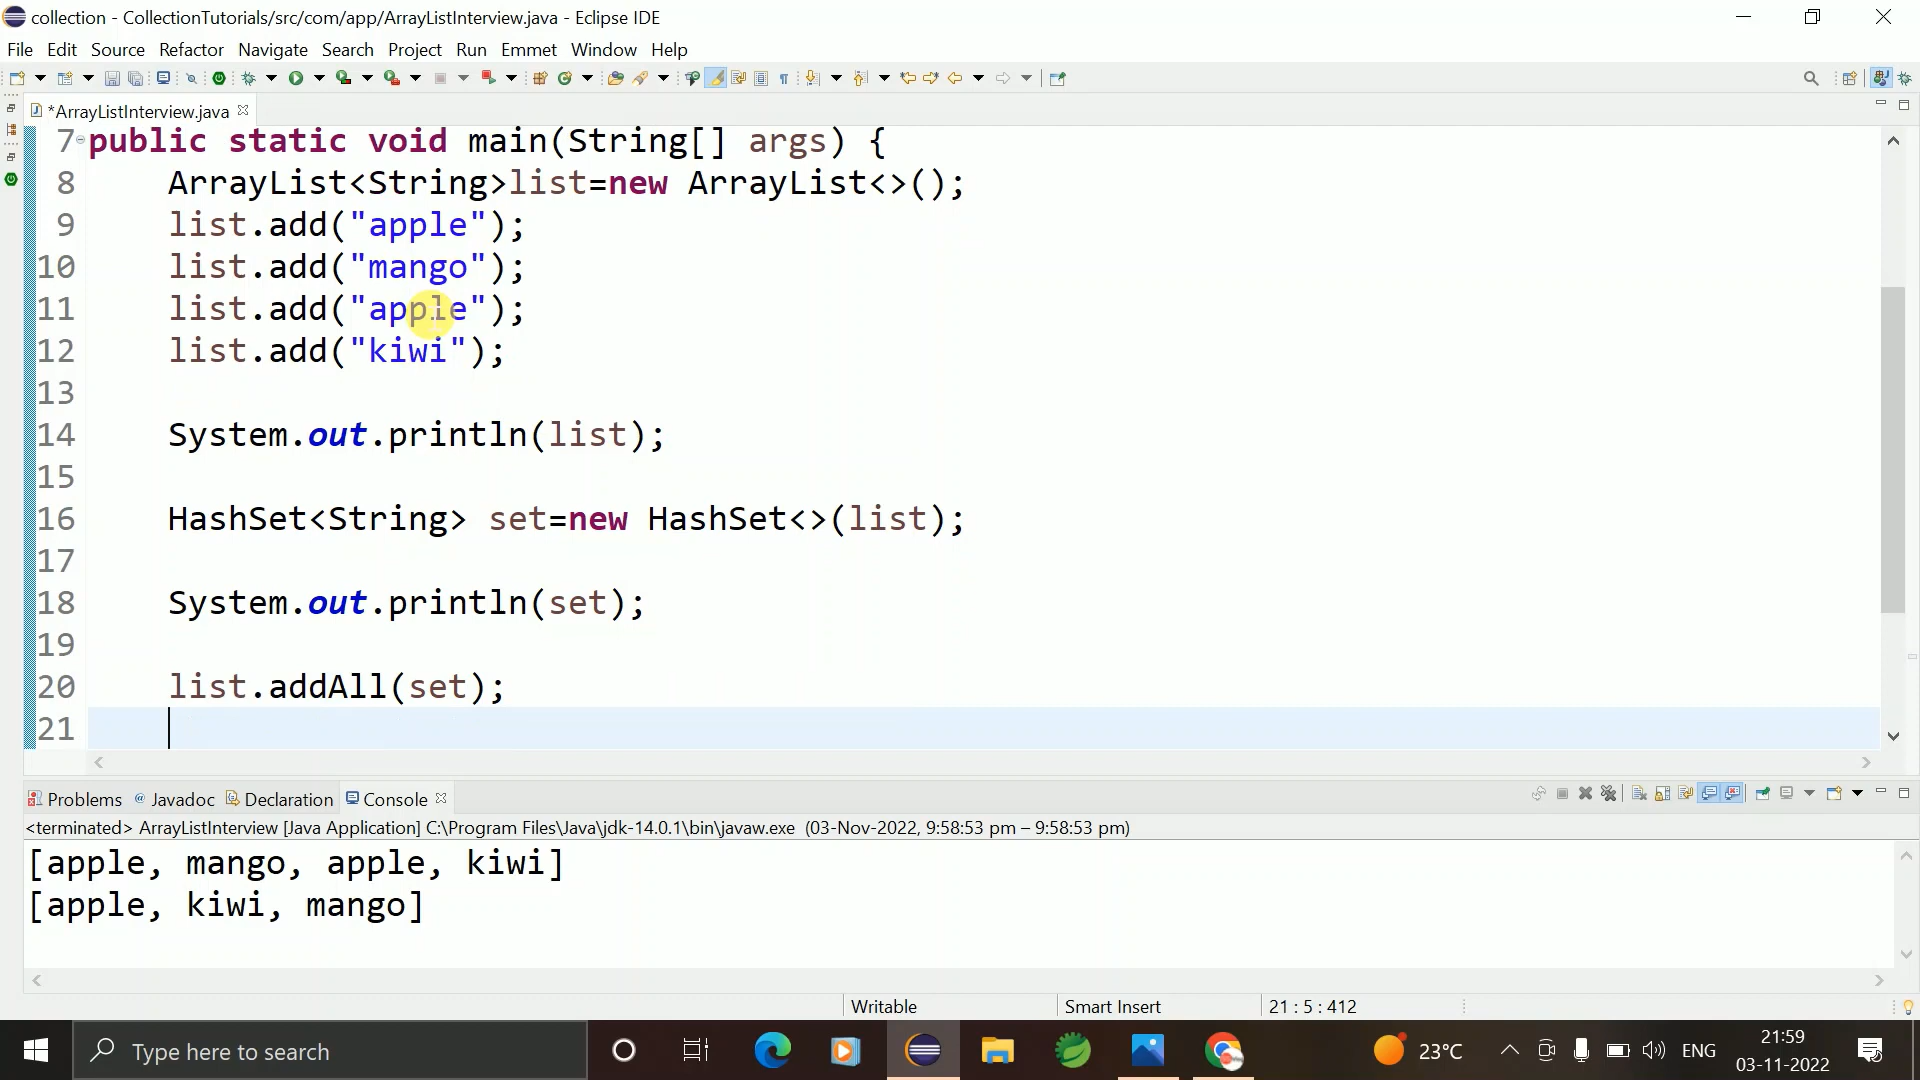 collection - CollectionTutorials/src/com/app/ArrayListInterview.java - Eclipse IDE
File Edit Source Refactor Navigate Search Project Run Emmet Window Help
*ArrayListInterview.java
7 public static void main(String[] args) {
8 ArrayList<String>list=new ArrayList<>();
9 list.add("apple");
10 list.add("mango");
11 list.add("apple");
12 list.add("kiwi");
13
14 System.out.println(list);
15
16 HashSet<String> set=new HashSet<>(list);
17
18 System.out.println(set);
19
20 list.addAll(set);
21
Problems @ Javadoc Declaration Console
<terminated> ArrayListInterview [Java Application] C:\Program Files\Java\jdk-14.0.1\bin\javaw.exe (03-Nov-2022, 9:58:53 pm – 9:58:53 pm)
[apple, mango, apple, kiwi]
[apple, kiwi, mango]
Writable Smart Insert 21 : 5 : 412
Type here to search
23°C
ENG
21:59
03-11-2022